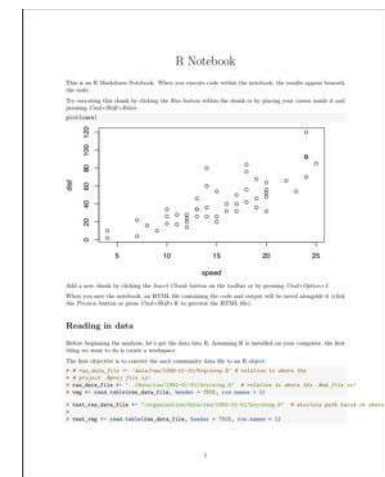 R Notebook
This is an R Markdown Notebook. When you execute code within the notebook, the results appear beneath
the code.
Try executing this chunk by clicking the Run button within the chunk or by placing your cursor inside it and
pressing Cmd+Shift+Enter.
plot(cars)
dist
0 20 40 60 80 100 120
5 10 15 20 25
speed
Add a new chunk by clicking the Insert Chunk button on the toolbar or by pressing Cmd+Option+I.
When you save the notebook, an HTML file containing the code and output will be saved alongside it (click
the Preview button or press Cmd+Shift+K to preview the HTML file).
Reading in data
Before beginning the analysis, let's get the data into R. Assuming R is installed on your computer, the first
thing we want to do is create a workspace
The first objective is to convert the each community data file to an R object.